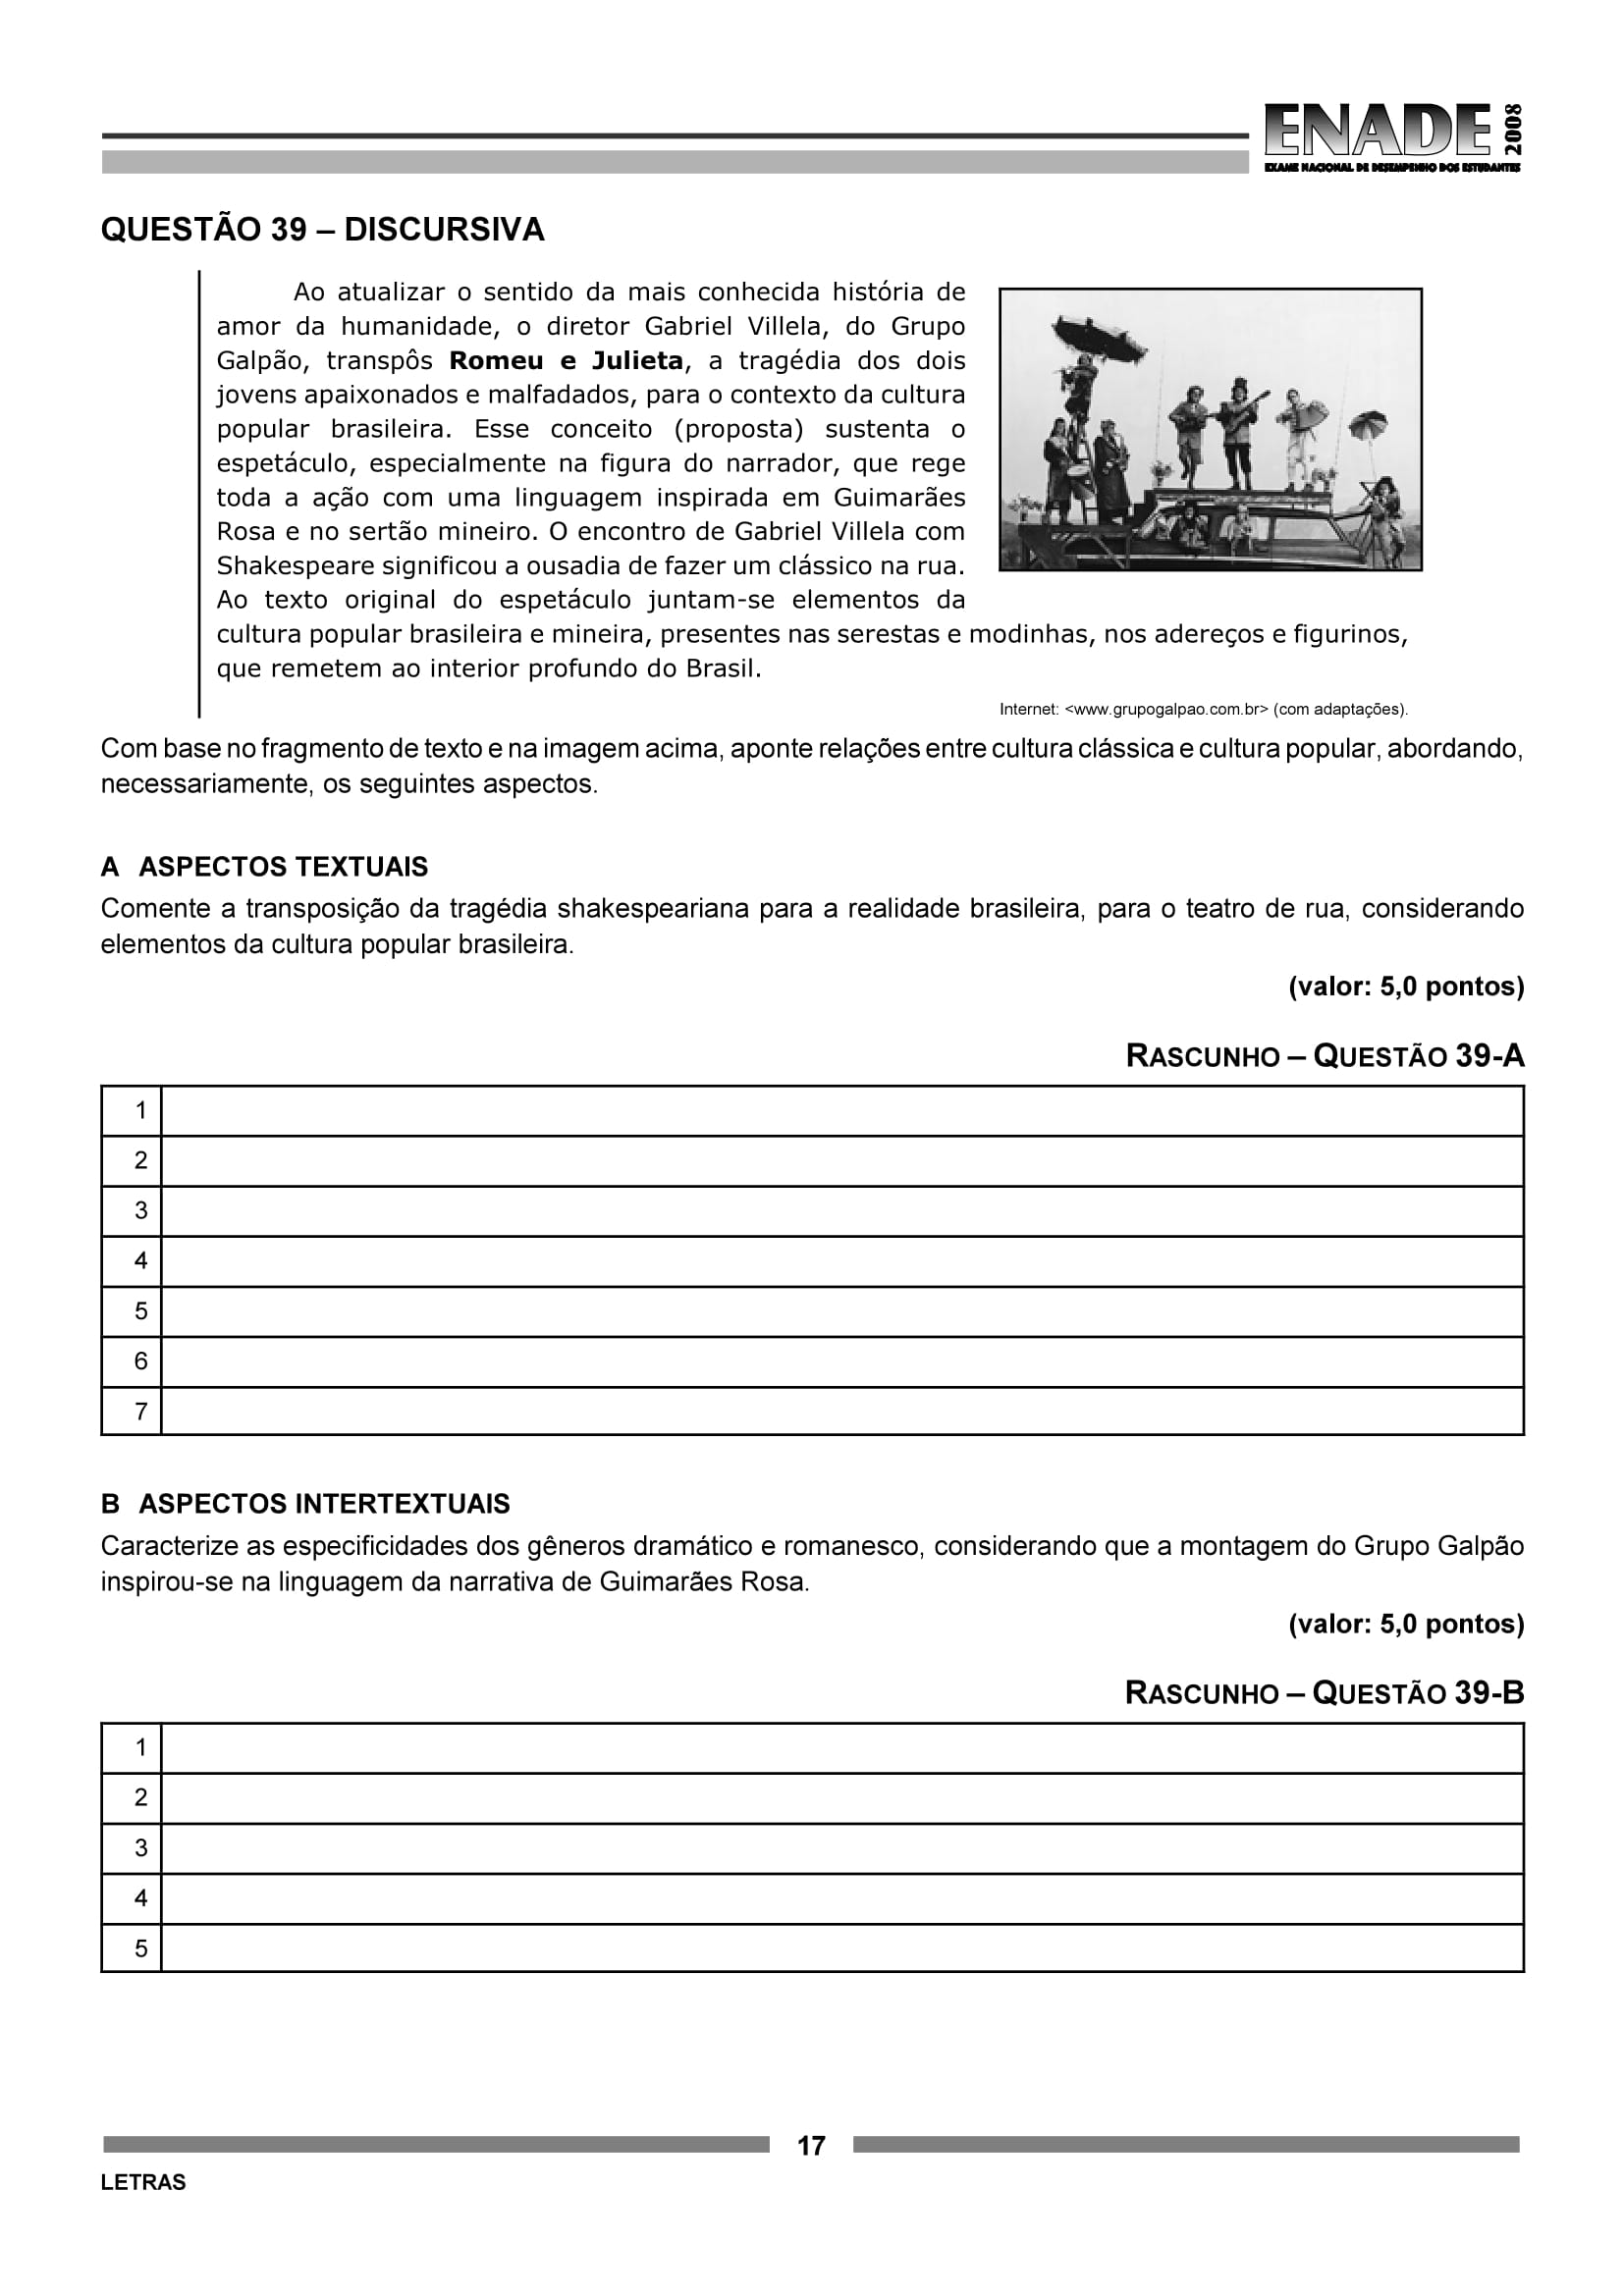 ENADE 2008
EXAME NACIONAL DE DESEMPENHO DOS ESTUDANTES
QUESTÃO 39 – DISCURSIVA
Ao atualizar o sentido da mais conhecida história de
amor da humanidade, o diretor Gabriel Villela, do Grupo
Galpão, transpôs Romeu e Julieta, a tragédia dos dois
jovens apaixonados e malfadados, para o contexto da cultura
popular brasileira. Esse conceito (proposta) sustenta o
espetáculo, especialmente na figura do narrador, que rege
toda a ação com uma linguagem inspirada em Guimarães
Rosa e no sertão mineiro. O encontro de Gabriel Villela com
Shakespeare significou a ousadia de fazer um clássico na rua.
Ao texto original do espetáculo juntam-se elementos da
cultura popular brasileira e mineira, presentes nas serestas e modinhas, nos adereços e figurinos,
que remetem ao interior profundo do Brasil.
Internet: <www.grupogalpao.com.br> (com adaptações).
Com base no fragmento de texto e na imagem acima, aponte relações entre cultura clássica e cultura popular, abordando,
necessariamente, os seguintes aspectos.
A ASPECTOS TEXTUAIS
Comente a transposição da tragédia shakespeariana para a realidade brasileira, para o teatro de rua, considerando
elementos da cultura popular brasileira.
(valor: 5,0 pontos)
RASCUNHO – QUESTÃO 39-A
1
2
3
4
5
6
7
B ASPECTOS INTERTEXTUAIS
Caracterize as especificidades dos gêneros dramático e romanesco, considerando que a montagem do Grupo Galpão
inspirou-se na linguagem da narrativa de Guimarães Rosa.
(valor: 5,0 pontos)
RASCUNHO – QUESTÃO 39-B
1
2
3
4
5
17
LETRAS